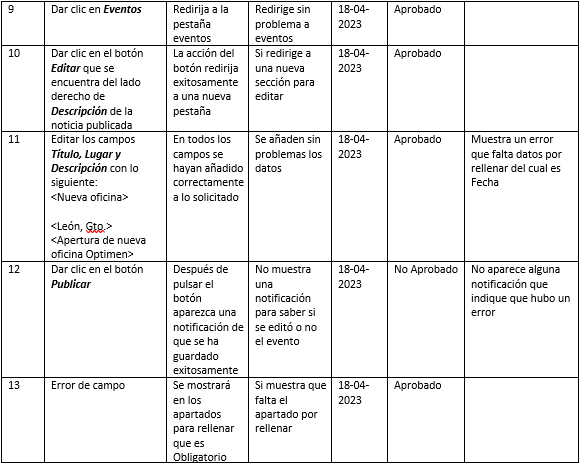 9
Dar clic en Eventos
Redirija a la
pestaña
eventos
Redirige sin
problema a
eventos
18-04-
2023
Aprobado
10
Dar clic en el botón
Editar que se
encuentra del lado
derecho de
Descripción de la
noticia publicada
La acción del
botón redirija
exitosamente
a una nueva
pestaña
Si redirige a
una nueva
sección para
editar
18-04-
2023
Aprobado
11
Editar los campos
Título, Lugar y
Descripción con lo
siguiente:
<Nueva oficina>
<León, Gto.>
<Apertura de nueva
oficina Optimen>
En todos los
campos se
hayan añadido
correctamente
a lo solicitado
Se añaden sin
problemas los
datos
18-04-
2023
Aprobado
Muestra un error
que falta datos por
rellenar del cual es
Fecha
12
Dar clic en el botón
Publicar
Después de
pulsar el
botón
aparezca una
notificación de
que se ha
guardado
exitosamente
No muestra
una
notificación
para saber si
se editó o no
el evento
18-04-
2023
No Aprobado
No aparece alguna
notificación que
indique que hubo un
error
13
Error de campo
Se mostrará
en los
apartados
para rellenar
que es
Obligatorio
Si muestra que
falta el
apartado por
rellenar
18-04-
2023
Aprobado